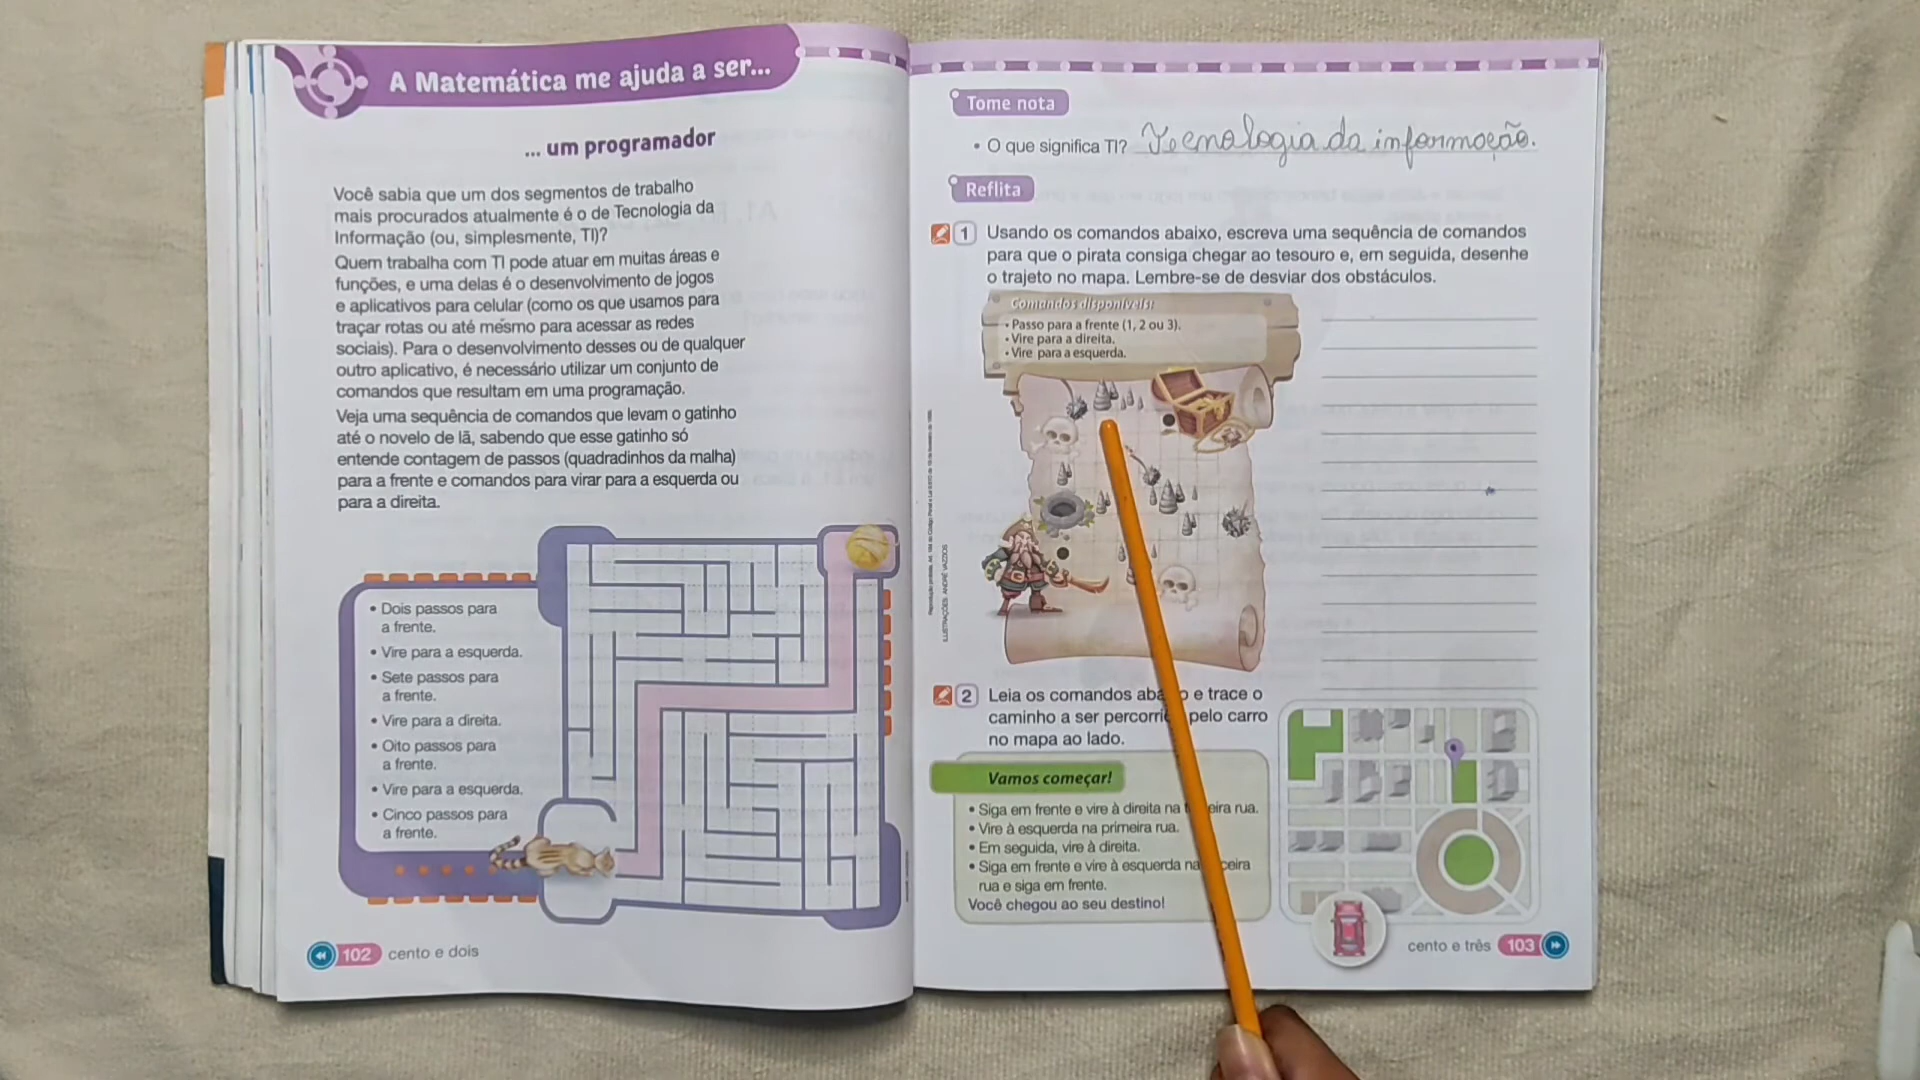 A Matemática me ajuda a ser...
... um programador
Você sabia que um dos segmentos de trabalho
mais procurados atualmente é o de Tecnologia da
Informação (ou, simplesmente, TI)?
Quem trabalha com TI pode atuar em muitas áreas e
funções, e uma delas é o desenvolvimento de jogos
e aplicativos para celular (como os que usamos para
traçar rotas ou até mesmo para acessar as redes
sociais). Para o desenvolvimento desses ou de qualquer
outro aplicativo, é necessário utilizar um conjunto de
comandos que resultam em uma programação.
Veja uma sequência de comandos que levam o gatinho
até o novelo de lã, sabendo que esse gatinho só
entende contagem de passos (quadradinhos da malha)
para a frente e comandos para virar para a esquerda ou
para a direita.
• Dois passos para
a frente.
• Vire para a esquerda.
• Sete passos para
a frente.
• Vire para a direita.
• Oito passos para
a frente.
• Vire para a esquerda.
• Cinco passos para
a frente.
102 cento e dois
Tome nota
• O que significa TI? Tecnologia da informação.
Reflita
1 Usando os comandos abaixo, escreva uma sequência de comandos
para que o pirata consiga chegar ao tesouro e, em seguida, desenhe
o trajeto no mapa. Lembre-se de desviar dos obstáculos.
Comandos disponíveis:
• Passo para a frente (1, 2 ou 3).
• Vire para a direita.
• Vire para a esquerda.
ILUSTRAÇÕES: ANDRÉ VAZZIOS
2 Leia os comandos e trace o
caminho a ser pelo carro
no mapa ao lado.
Vamos começar!
• Siga em frente e vire à direita na rua.
• Vire à esquerda na primeira rua.
• Em seguida, vire à direita.
• Siga em frente e vire à esquerda na
rua e siga em frente.
Você chegou ao seu destino!
cento e três 103